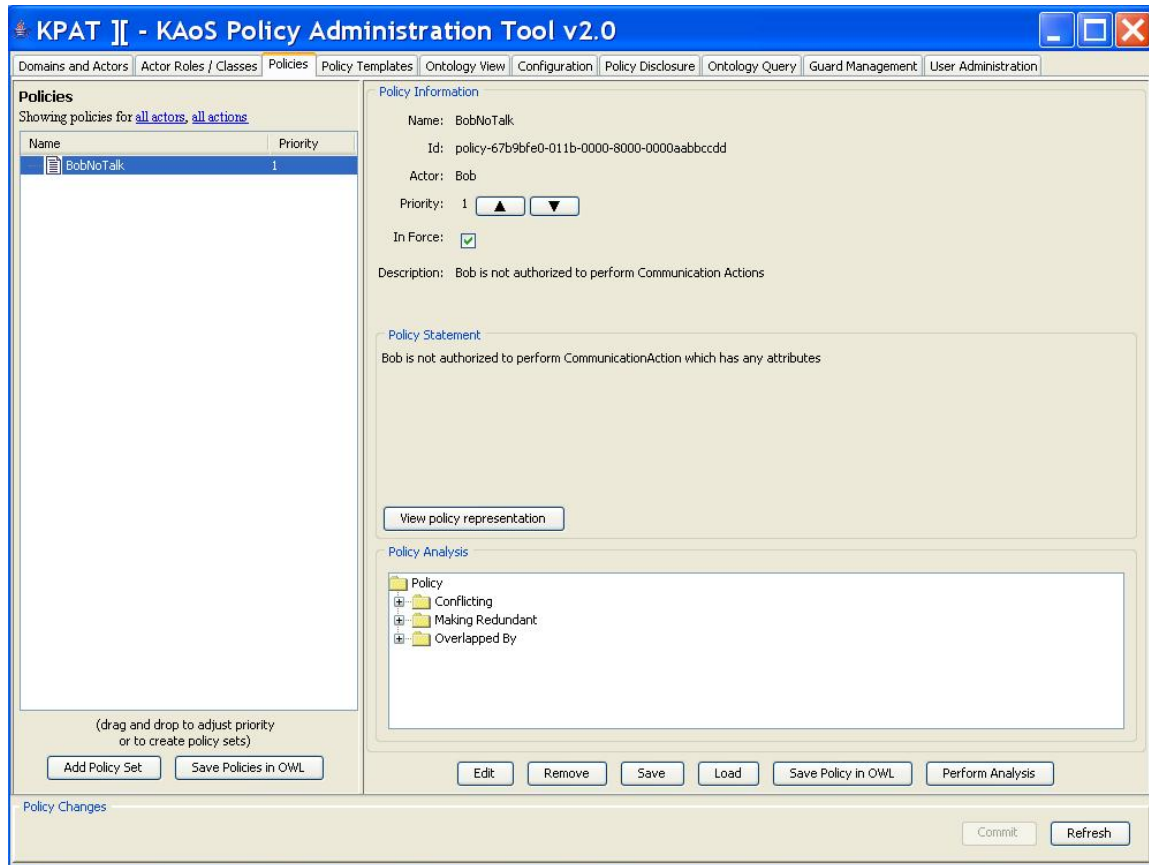 KPAT ][ - KAoS Policy Administration Tool v2.0
Domains and Actors Actor Roles / Classes Policies Policy Templates Ontology View Configuration Policy Disclosure Ontology Query Guard Management User Administration
Policies
Showing policies for all actors, all actions
Name Priority
BobNoTalk 1
(drag and drop to adjust priority
or to create policy sets)
Add Policy Set Save Policies in OWL
Policy Information
Name: BobNoTalk
Id: policy-67b9bfe0-011b-0000-8000-0000aabbccdd
Actor: Bob
Priority: 1
In Force:
Description: Bob is not authorized to perform Communication Actions
Policy Statement
Bob is not authorized to perform CommunicationAction which has any attributes
View policy representation
Policy Analysis
Policy
Conflicting
Making Redundant
Overlapped By
Edit Remove Save Load Save Policy in OWL Perform Analysis
Policy Changes
Commit Refresh